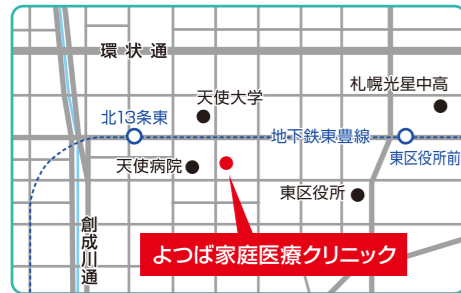 環状通
天使大学
札幌光星中高
北13条東
地下鉄東豊線
東区役所前
天使病院
東区役所
創成川通
よつば家庭医療クリニック